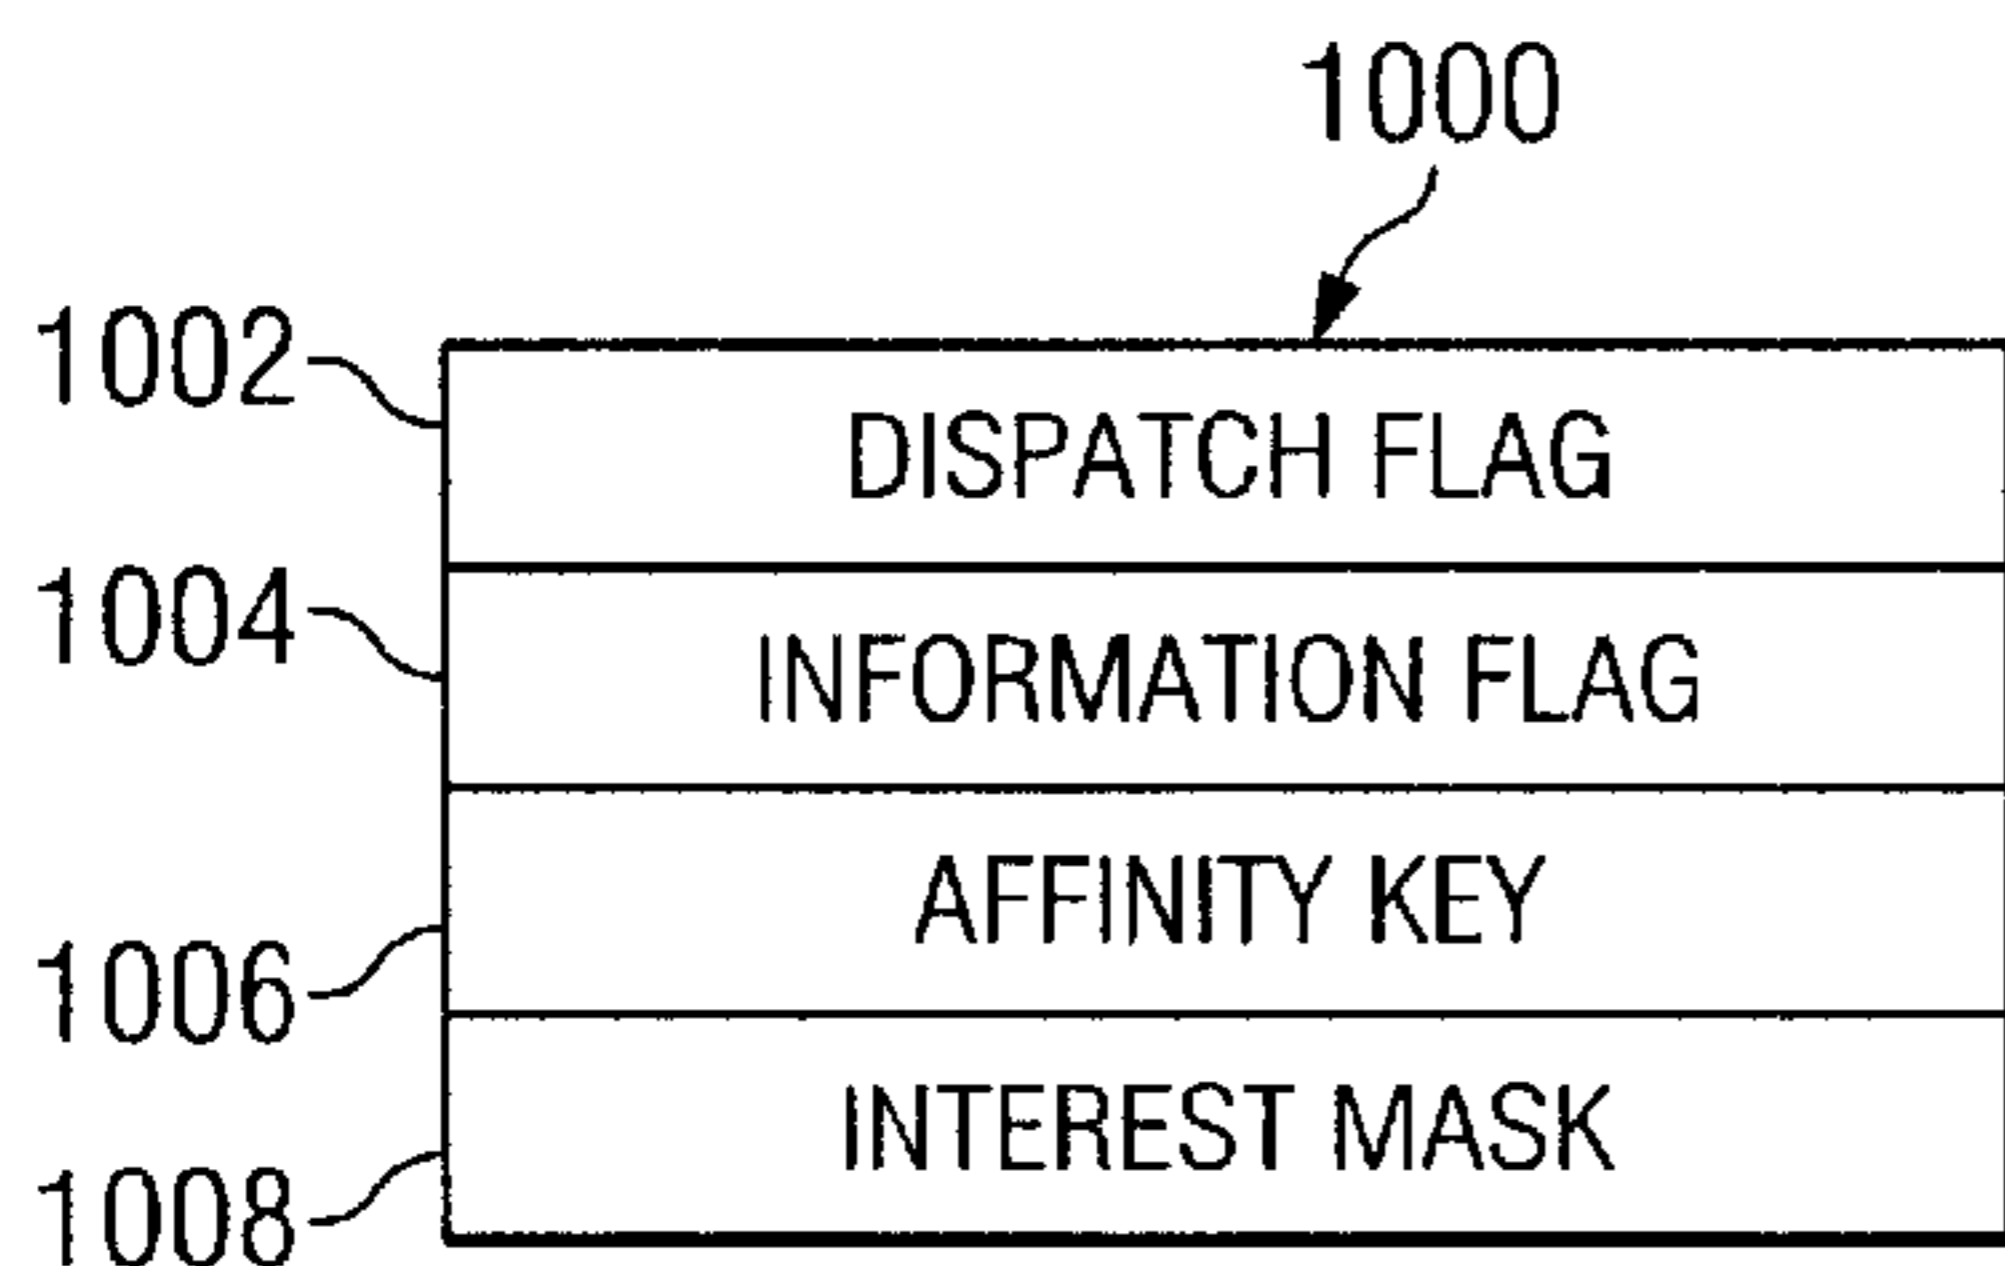 1000
1002
DISPATCH FLAG
1004
INFORMATION FLAG
AFFINITY KEY
1006
INTEREST MASK
1008